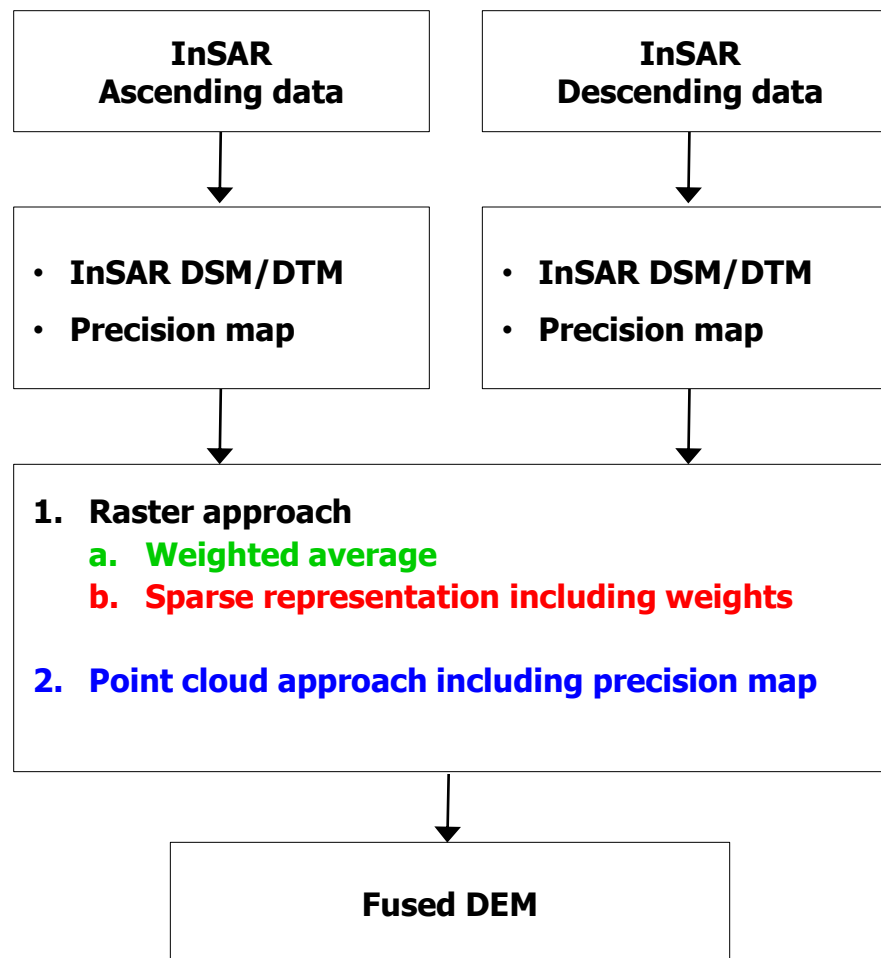 InSAR
Ascending data
InSAR
Descending data
• InSAR DSM/DTM
• Precision map
• InSAR DSM/DTM
• Precision map
1. Raster approach
a. Weighted average
b. Sparse representation including weights
2. Point cloud approach including precision map
Fused DEM